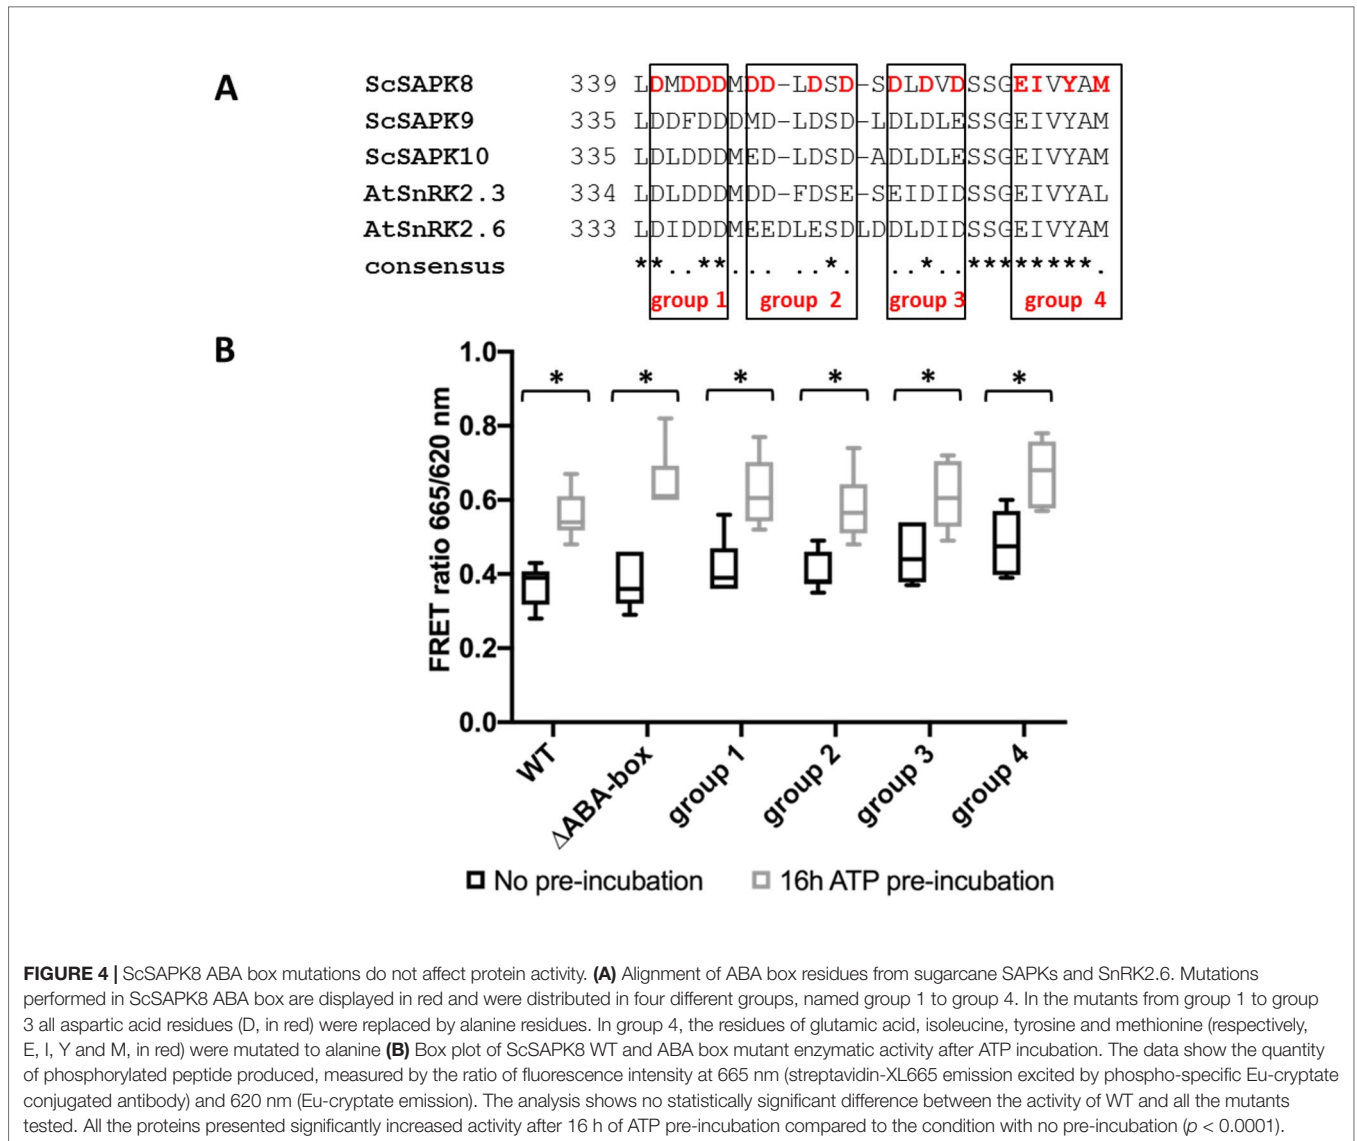 A
ScSAPK8 339 LDMDDDMDD-LDSD-SDLDVDSSGEIVYAM
ScSAPK9 335 LDDFDDDMD-LDSD-LDLDLESSGEIVYAM
ScSAPK10 335 LDLDDDMED-LDSD-ADLDLESSGEIVYAM
AtSnRK2.3 334 LDLDDDMDD-FDSE-SEIDIDSSGEIVYAL
AtSnRK2.6 333 LDIDDDMEEDLESDLDDLDIDSSGEIVYAM
consensus **..**... ..*. ..*..********.
group 1 group 2 group 3 group 4
B
FRET ratio 665/620 nm
1.0
0.8
0.6
0.4
0.2
0.0
* * * * * *
WT ΔABA-box group 1 group 2 group 3 group 4
No pre-incubation 16h ATP pre-incubation
FIGURE 4 | ScSAPK8 ABA box mutations do not affect protein activity. (A) Alignment of ABA box residues from sugarcane SAPKs and SnRK2.6. Mutations
performed in ScSAPK8 ABA box are displayed in red and were distributed in four different groups, named group 1 to group 4. In the mutants from group 1 to group
3 all aspartic acid residues (D, in red) were replaced by alanine residues. In group 4, the residues of glutamic acid, isoleucine, tyrosine and methionine (respectively,
E, I, Y and M, in red) were mutated to alanine (B) Box plot of ScSAPK8 WT and ABA box mutant enzymatic activity after ATP incubation. The data show the quantity
of phosphorylated peptide produced, measured by the ratio of fluorescence intensity at 665 nm (streptavidin-XL665 emission excited by phospho-specific Eu-cryptate
conjugated antibody) and 620 nm (Eu-cryptate emission). The analysis shows no statistically significant difference between the activity of WT and all the mutants
tested. All the proteins presented significantly increased activity after 16 h of ATP pre-incubation compared to the condition with no pre-incubation (p < 0.0001).